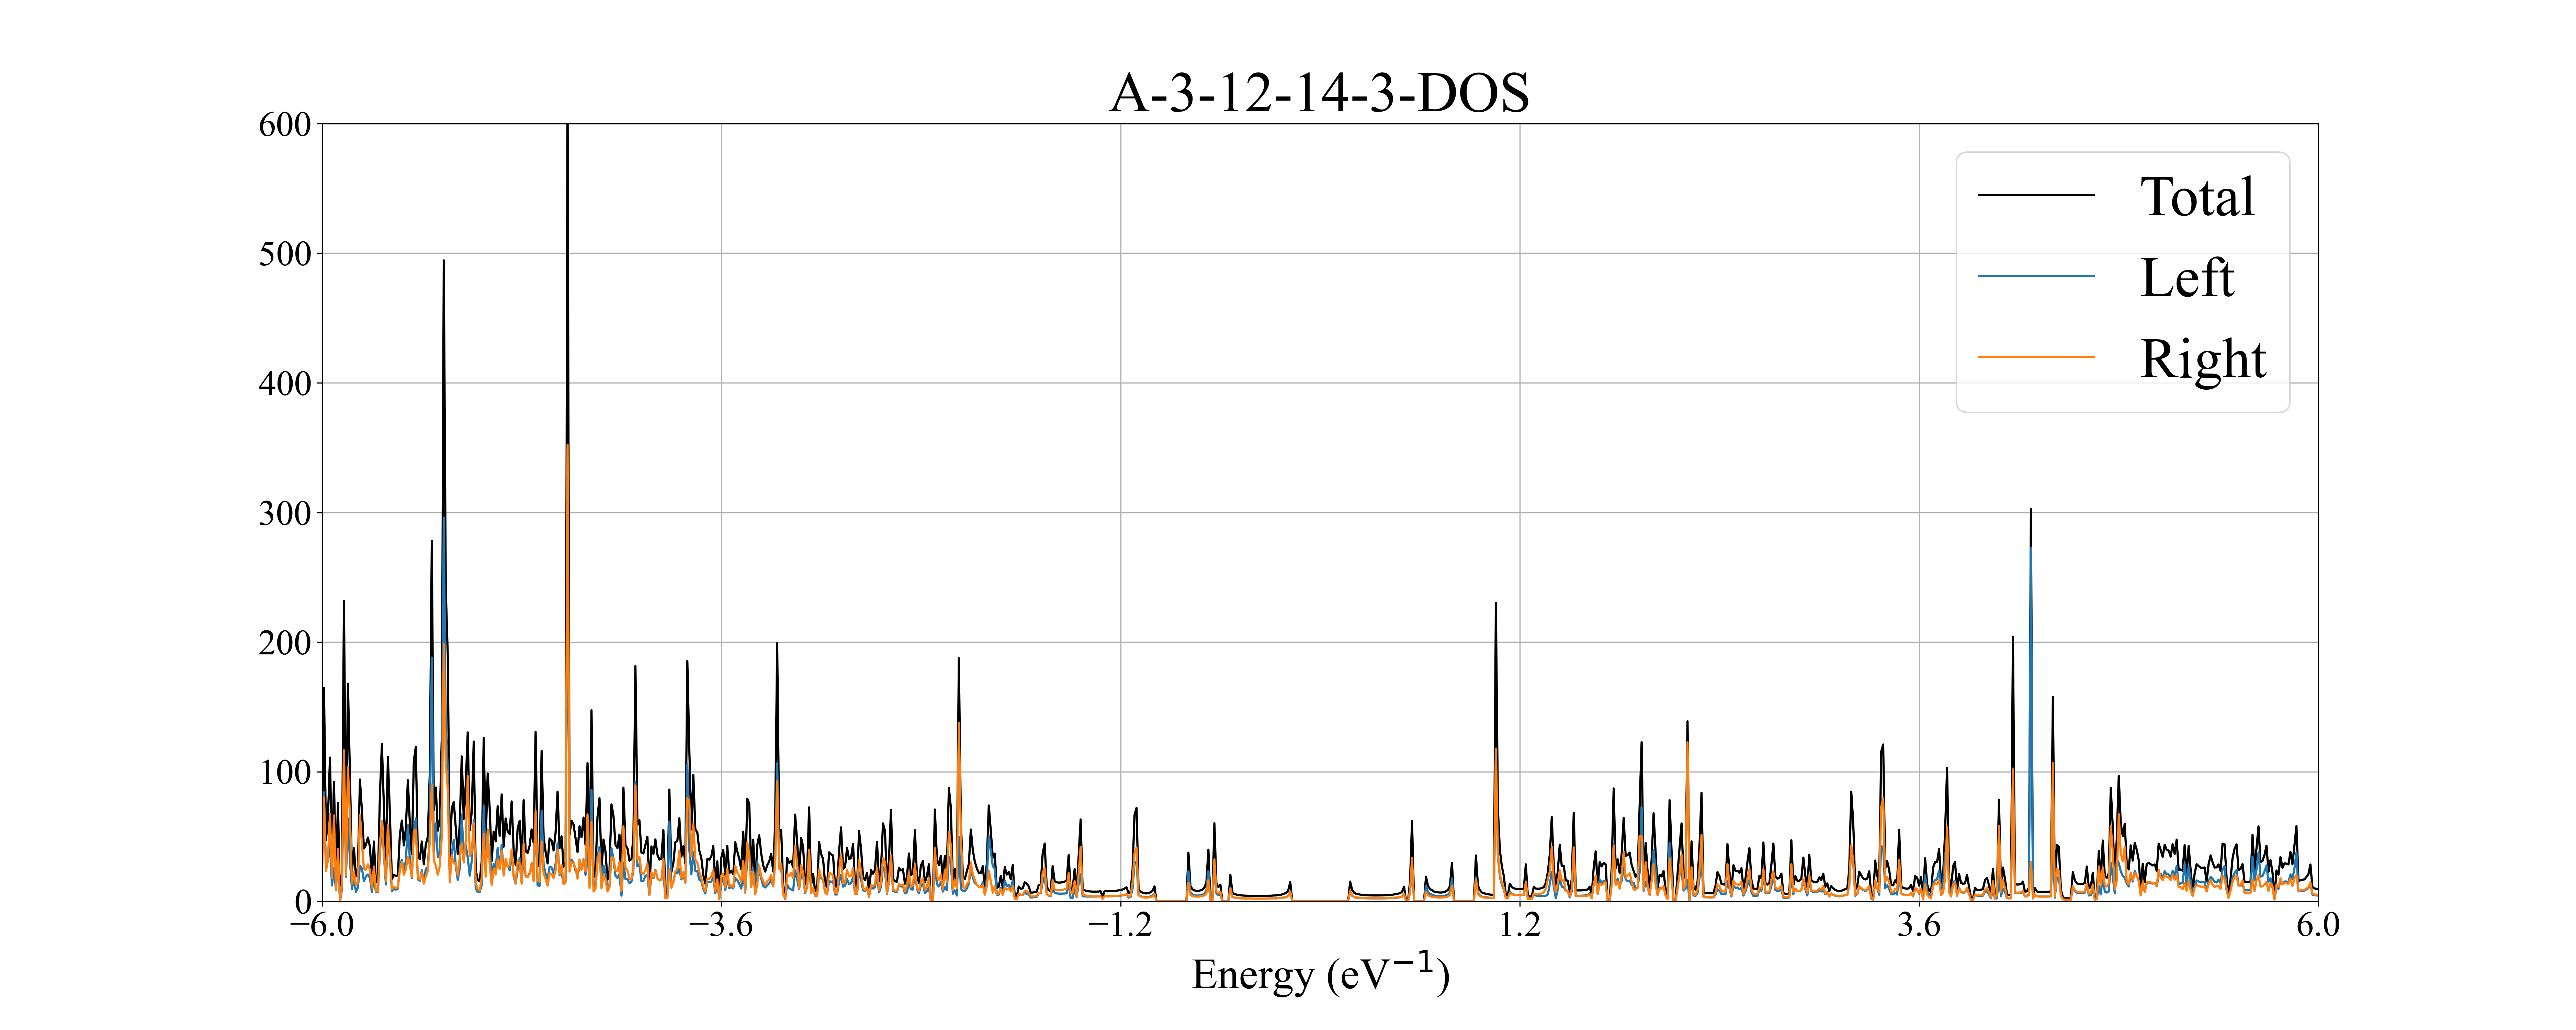 A-3-12-14-3-DOS
600
500
400
300
200
100
0
Total
Left
Right
−6.0 −3.6 −1.2 1.2 3.6 6.0
Energy (eV⁻¹)